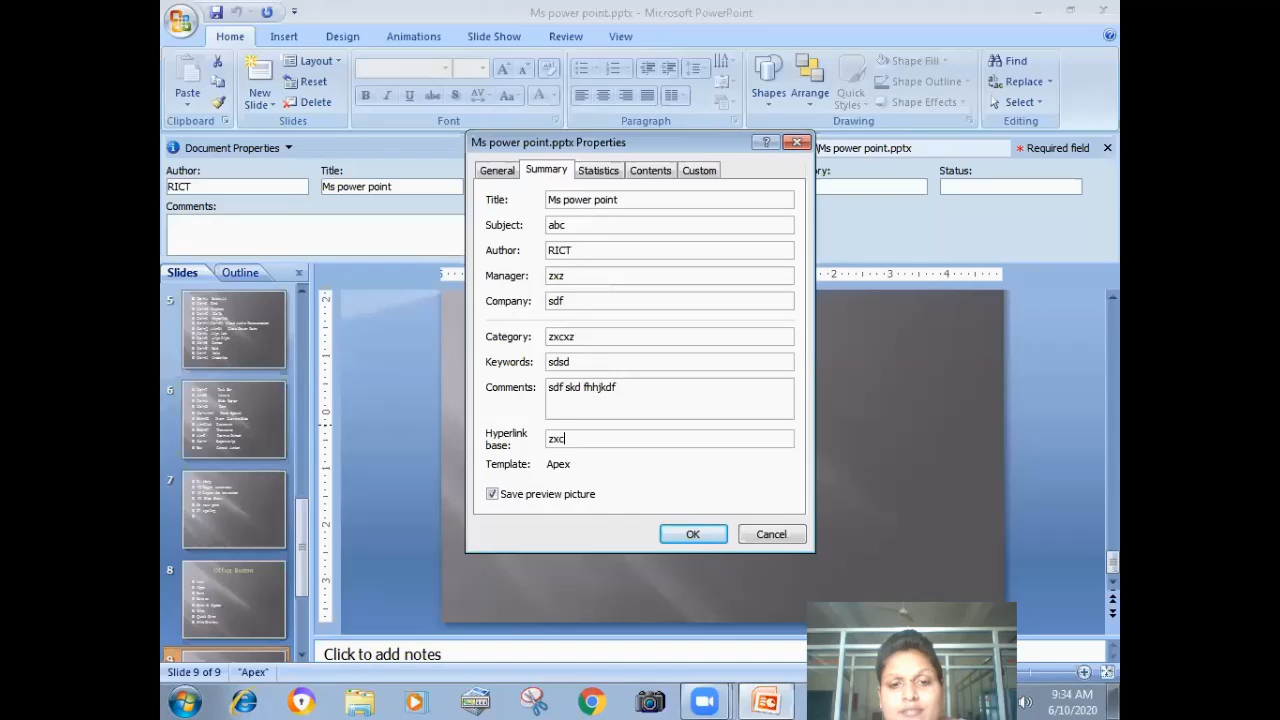 Ms power point.pptx - Microsoft PowerPoint
Home Insert Design Animations Slide Show Review View
Paste
Clipboard
New Slide
Layout
Reset
Delete
Slides
B I U abc S AV Aa A
Font
Paragraph
Shapes
Arrange
Quick Styles
Shape Fill
Shape Outline
Shape Effects
Drawing
Find
Replace
Select
Editing
Document Properties
Ms power point.pptx
* Required field
Author:
RICT
Title:
Ms power point
Status:
Comments:
Ms power point.pptx Properties
General Summary Statistics Contents Custom
Title: Ms power point
Subject: abc
Author: RICT
Manager: zxz
Company: sdf
Category: zxcxz
Keywords: sdsd
Comments: sdf skd fhhjkdf
Hyperlink base: zxc
Template: Apex
Save preview picture
OK Cancel
Slides Outline
5
6
7
8
Office Button
9
Click to add notes
Slide 9 of 9 "Apex"
9:34 AM
6/10/2020